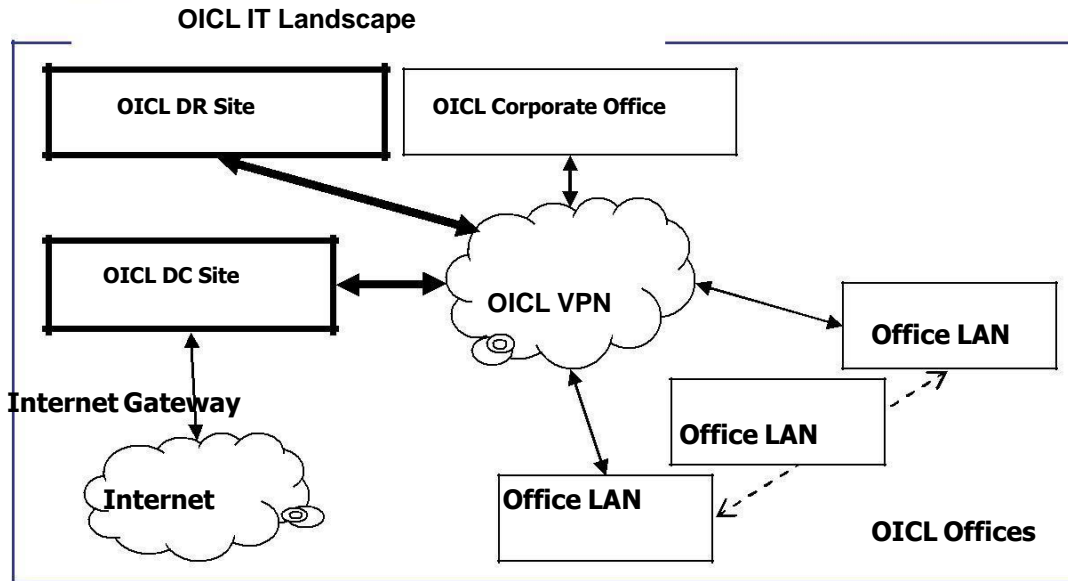 OICL IT Landscape
OICL DR Site
OICL Corporate Office
OICL DC Site
OICL VPN
Office LAN
Internet Gateway
Office LAN
Internet
Office LAN
OICL Offices